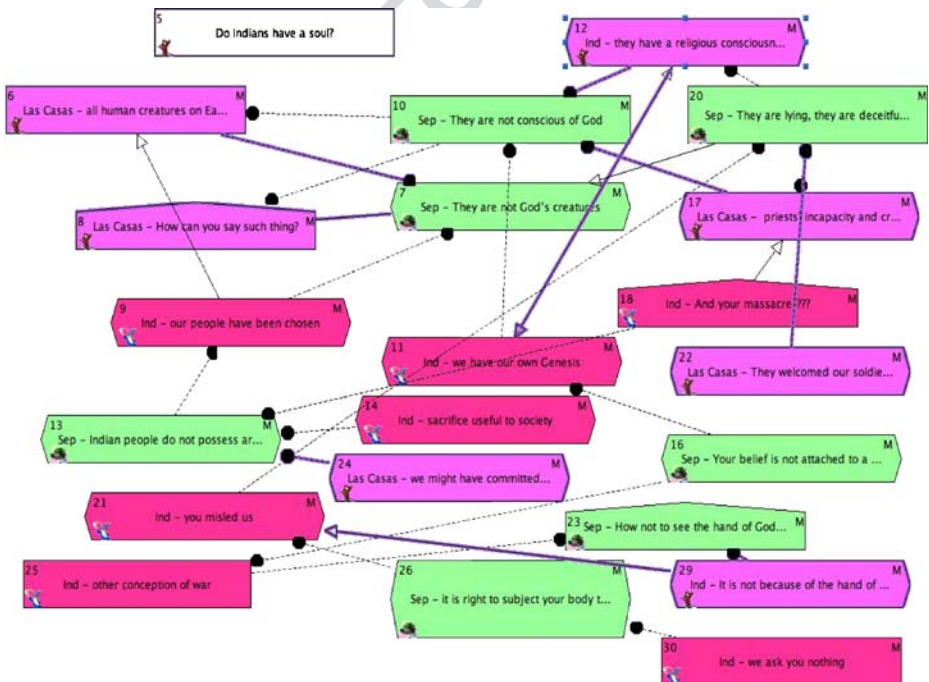 5
Do Indians have a soul?
12 M
Ind – they have a religious consciousn...
6 M
Las Casas – all human creatures on Ea...
10 M
Sep – They are not conscious of God
20 M
Sep – They are lying, they are deceitfu...
7 M
Sep – They are not God's creatures
8 M
Las Casas – How can you say such thing?
17 M
Las Casas – priests' incapacity and cr...
9 M
Ind – our people have been chosen
18 M
Ind – And your massacre????
11 M
Ind – we have our own Genesis
22 M
Las Casas – They welcomed our soldie...
14 M
Ind – sacrifice useful to society
13 M
Sep – Indian people do not possess ar...
16 M
Sep – Your belief is not attached to a ...
24 M
Las Casas – we might have committed...
21 M
Ind – you misled us
23 M
Sep – How not to see the hand of God...
25 M
Ind – other conception of war
26 M
Sep – it is right to subject your body t...
29 M
Ind – It is not because of the hand of ...
30 M
Ind – we ask you nothing